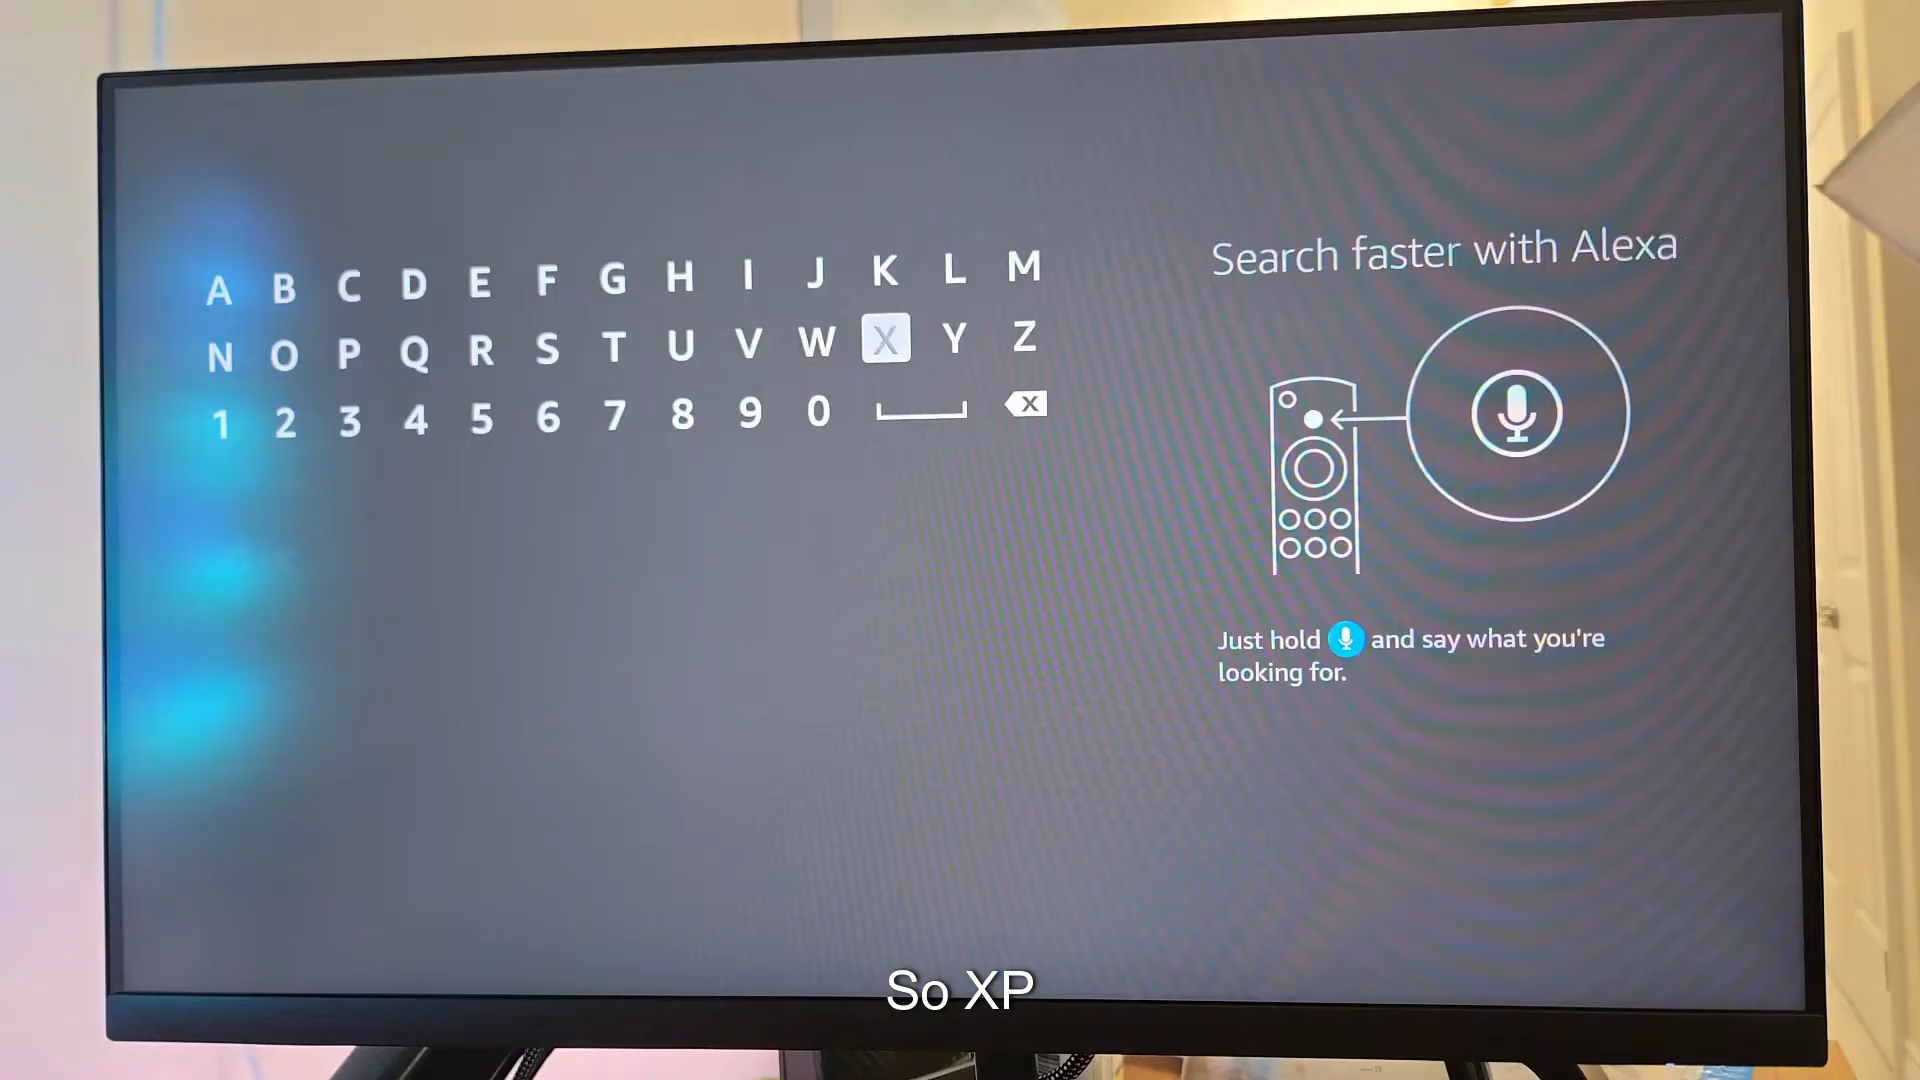 Search faster with Alexa
A B C D E F G H I J K L M
N O P Q R S T U V W X Y Z
1 2 3 4 5 6 7 8 9 0
Just hold and say what you're
looking for.
So XP